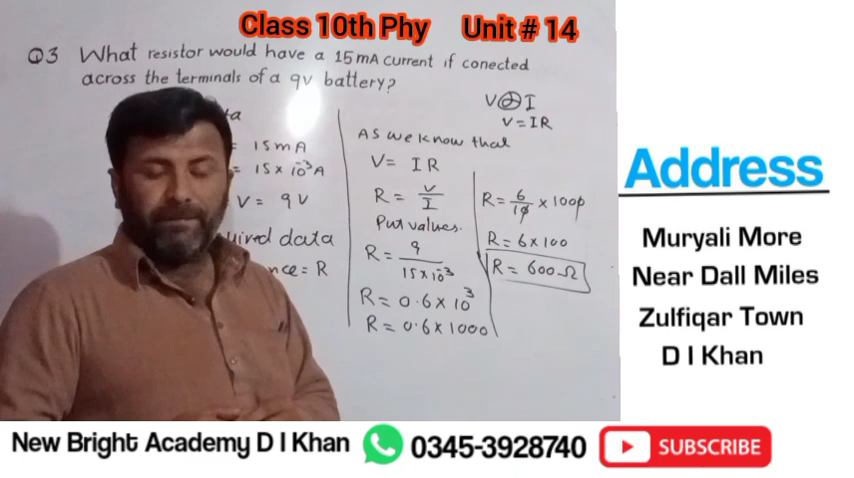 Class 10th Phy Unit # 14
Q3 What resistor would have a 15mA current if conected
across the terminals of a 9v battery?
= 15mA
= 15 x 10⁻³A
V = 9V
data
= R
V I
V = IR
As we know that
V = IR
R = V/I
Put values.
R = 9/15x10⁻³
R = 0.6 x 10³
R = 0.6 x 1000
R = 6/10 x 1000
R = 6 x 100
R = 600 Ω
Address
Muryali More
Near Dall Miles
Zulfiqar Town
D I Khan
New Bright Academy D I Khan 0345-3928740 SUBSCRIBE